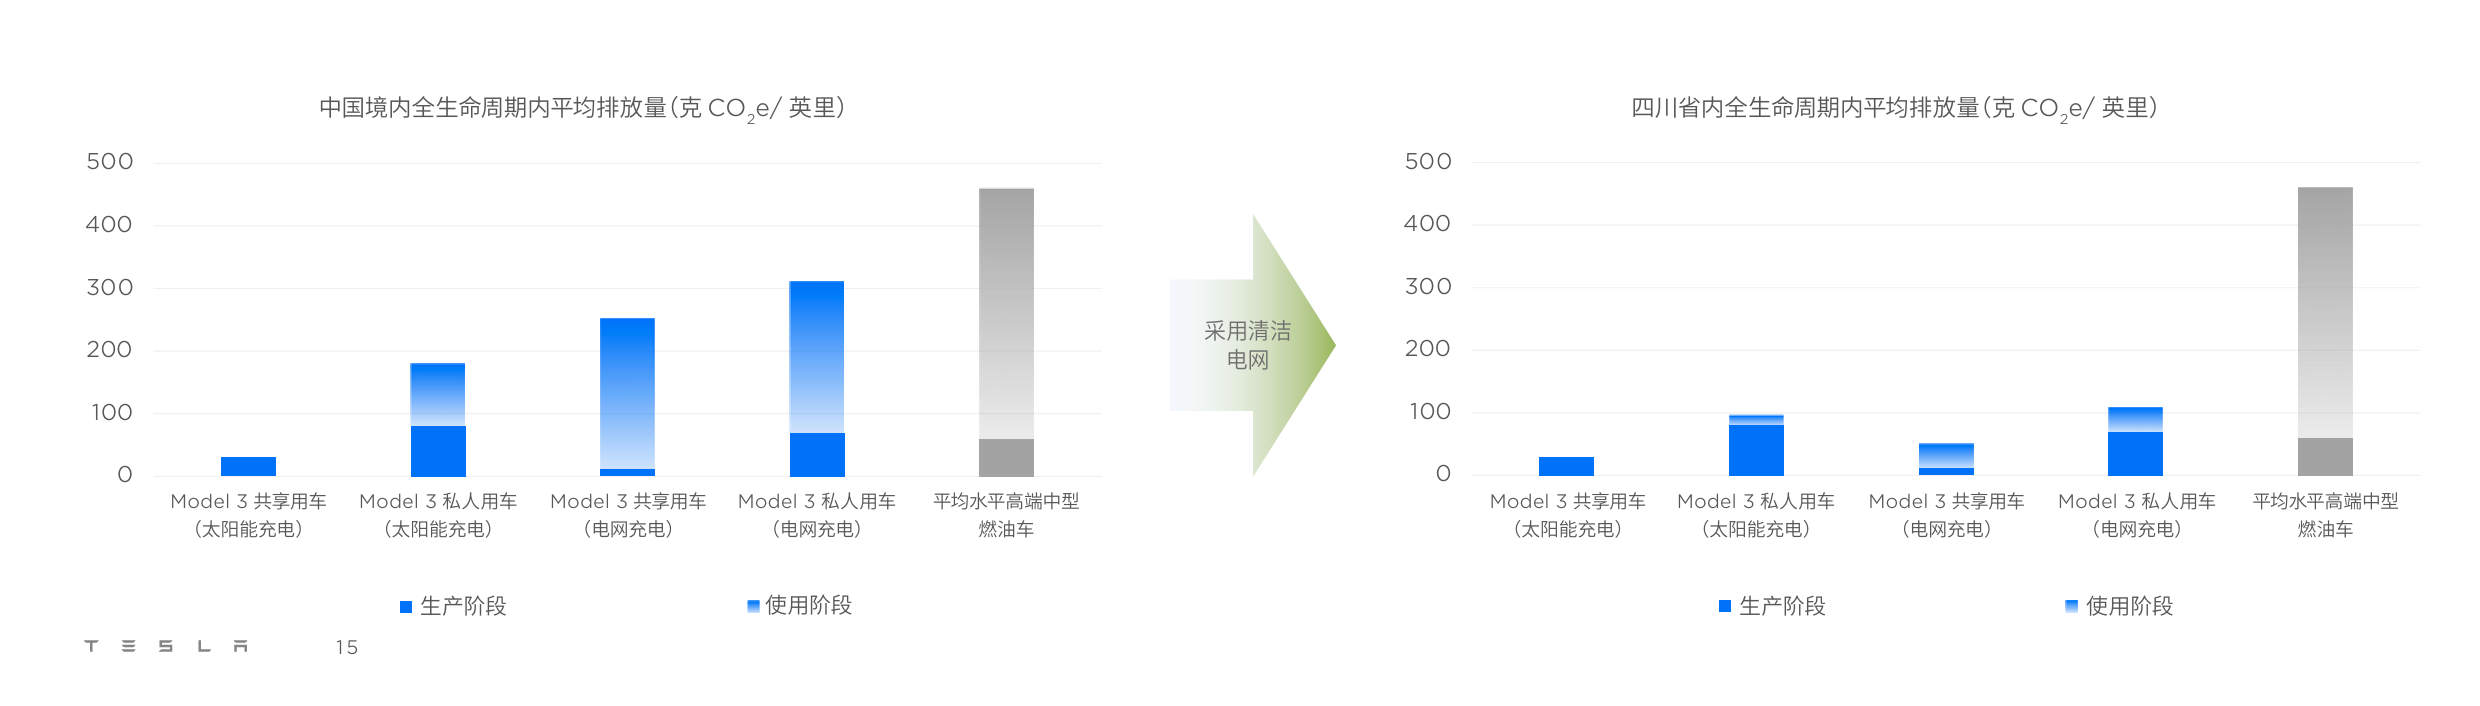 中国境内全生命周期内平均排放量（克 CO₂e/ 英里）
500
400
300
200
100
0
Model 3 共享用车
（太阳能充电）
Model 3 私人用车
（太阳能充电）
Model 3 共享用车
（电网充电）
Model 3 私人用车
（电网充电）
平均水平高端中型
燃油车
生产阶段
使用阶段
采用清洁
电网
四川省内全生命周期内平均排放量（克 CO₂e/ 英里）
500
400
300
200
100
0
Model 3 共享用车
（太阳能充电）
Model 3 私人用车
（太阳能充电）
Model 3 共享用车
（电网充电）
Model 3 私人用车
（电网充电）
平均水平高端中型
燃油车
生产阶段
使用阶段
TESLA
15